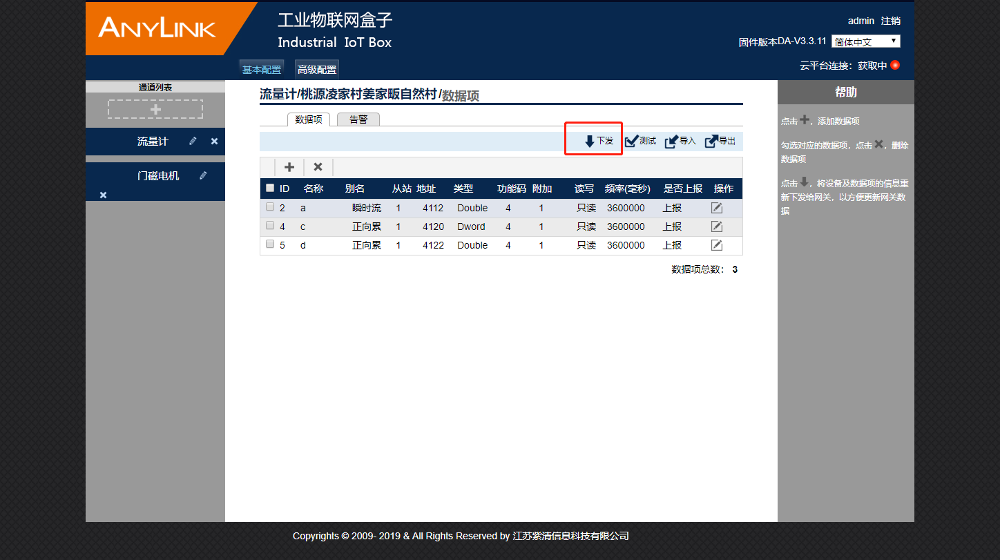 ANYLINK
工业物联网盒子
Industrial IoT Box
admin 注销
固件版本DA-V3.3.11 简体中文
云平台连接：获取中
基本配置 高级配置
通道列表
流量计
门磁电机
流量计/桃源凌家村姜家畈自然村/数据项
数据项 告警
下发 测试 导入 导出
ID 名称 别名 从站 地址 类型 功能码 附加 读写 频率(毫秒) 是否上报 操作
2 a 瞬时流 1 4112 Double 4 1 只读 3600000 上报
4 c 正向累 1 4120 Dword 4 1 只读 3600000 上报
5 d 正向累 1 4122 Double 4 1 只读 3600000 上报
数据项总数： 3
帮助
点击，添加数据项
勾选对应的数据项，点击，删除
数据项
点击，将设备及数据项的信息重
新下发给网关，以方便更新网关数
据
Copyrights © 2009- 2019 & All Rights Reserved by 江苏紫清信息科技有限公司